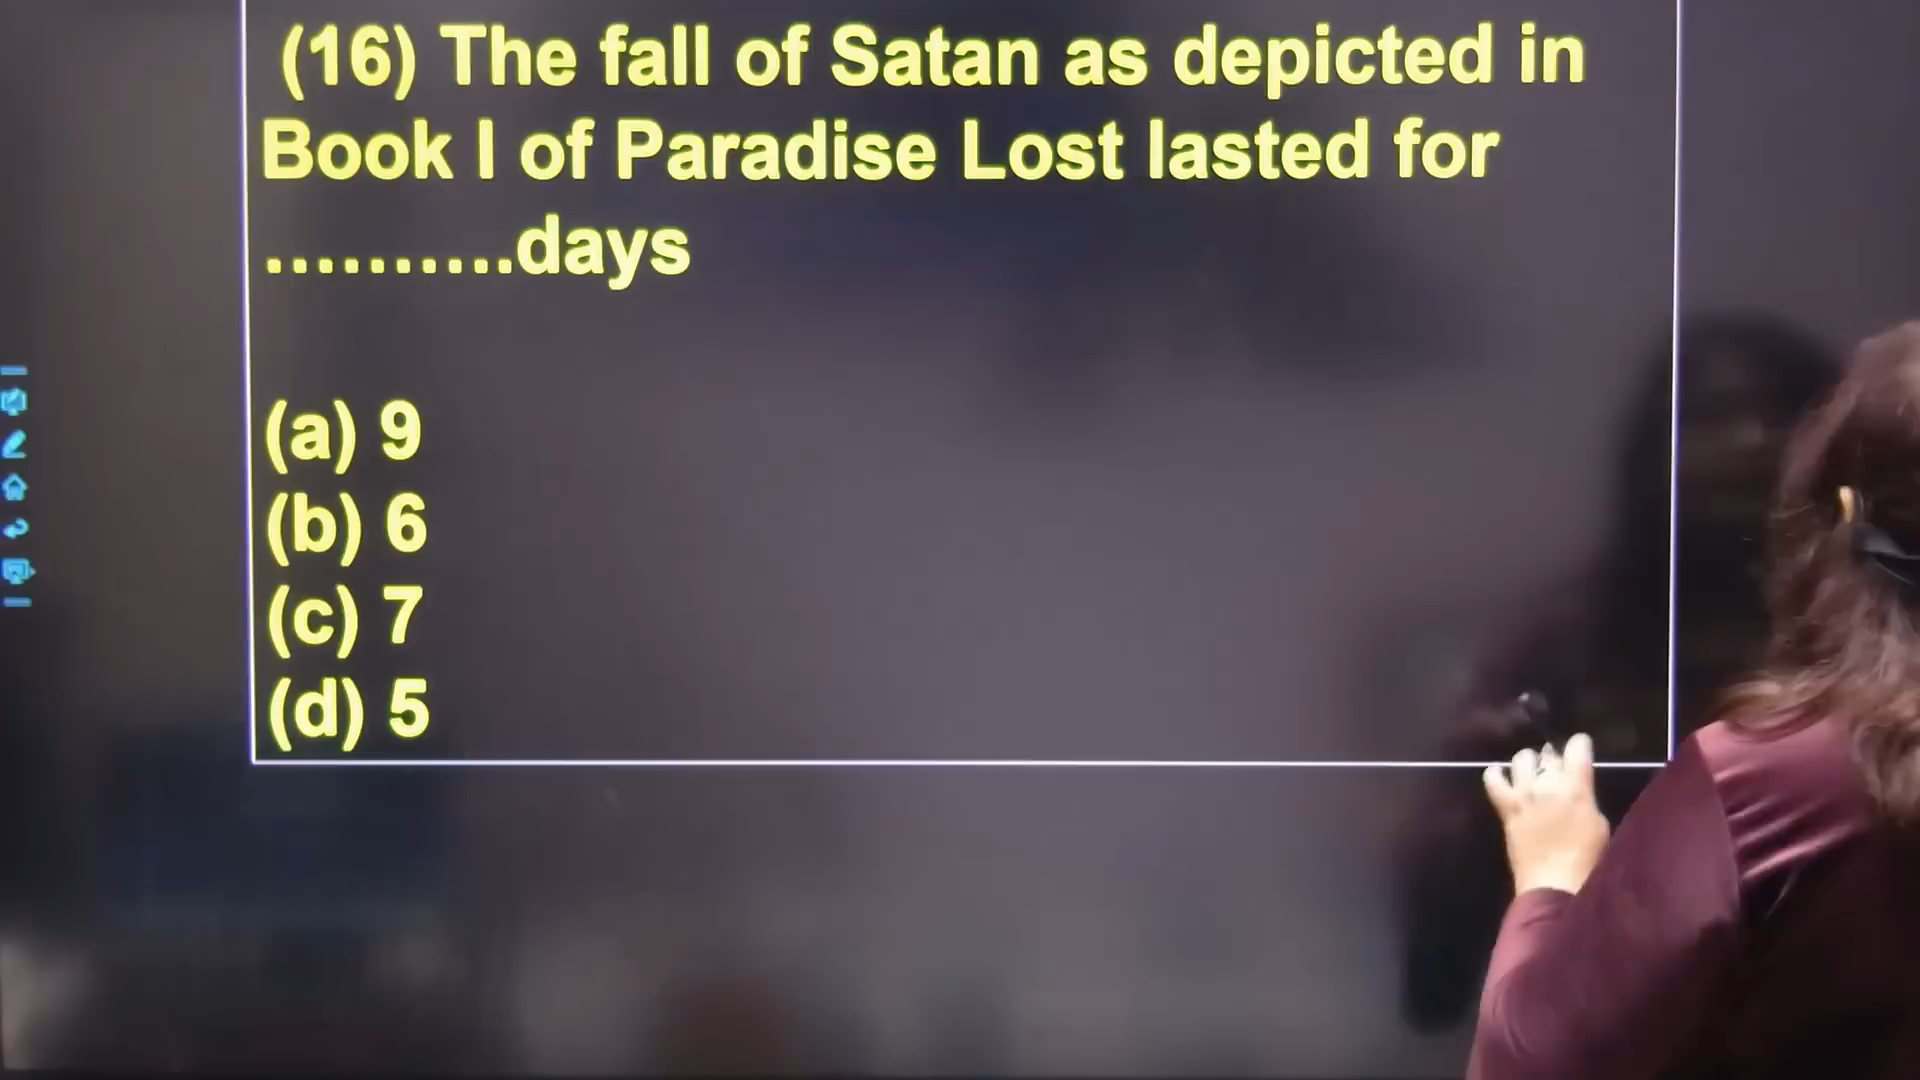 (16) The fall of Satan as depicted in
Book I of Paradise Lost lasted for
..........days
(a) 9
(b) 6
(c) 7
(d) 5